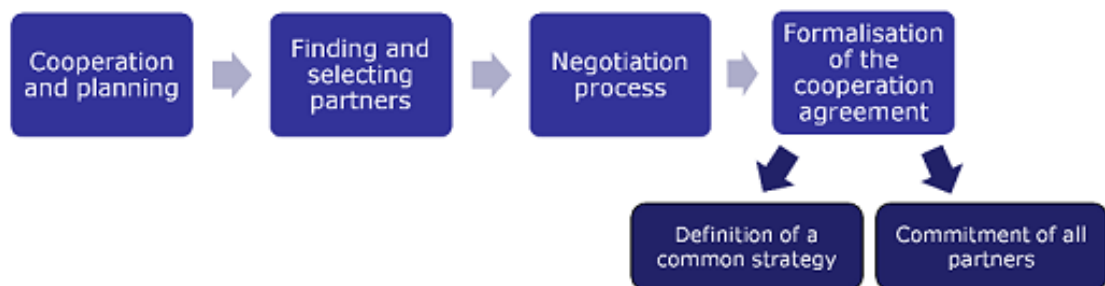 Cooperation
and planning
Finding and
selecting
partners
Negotiation
process
Formalisation
of the
cooperation
agreement
Definition of a
common strategy
Commitment of all
partners